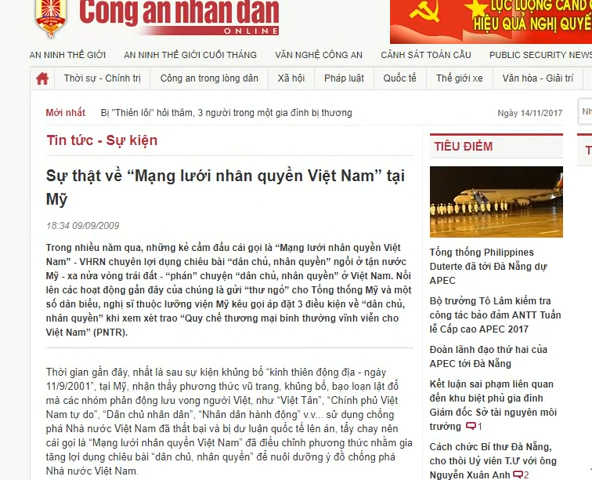 Công an nhân dân
ONLINE
LỰC LƯỢNG CAND
HIỆU QUẢ NGHỊ QUYẾ
AN NINH THẾ GIỚI
AN NINH THẾ GIỚI CUỐI THÁNG
VĂN NGHỆ CÔNG AN
CẢNH SÁT TOÀN CẦU
PUBLIC SECURITY NEWS
Thời sự - Chính trị
Công an trong lòng dân
Xã hội
Pháp luật
Quốc tế
Thế giới xe
Văn hóa - Giải trí
Mới nhất
Bị "Thiên lôi" hỏi thăm, 3 người trong một gia đình bị thương
Ngày 14/11/2017
Nh
Tin tức - Sự kiện
Sự thật về “Mạng lưới nhân quyền Việt Nam” tại
Mỹ
18:34 09/09/2009
Trong nhiều năm qua, những kẻ cầm đầu cái gọi là “Mạng lưới nhân quyền Việt
Nam” - VHRN chuyên lợi dụng chiêu bài “dân chủ, nhân quyền” ngồi ở tận nước
Mỹ - xa nửa vòng trái đất - “phán” chuyện “dân chủ, nhân quyền” ở Việt Nam. Nổi
lên các hoạt động gần đây của chúng là gửi “thư ngỏ” cho Tổng thống Mỹ và một
số dân biểu, nghị sĩ thuộc lưỡng viện Mỹ kêu gọi áp đặt 3 điều kiện về “dân chủ,
nhân quyền” khi xem xét trao “Quy chế thương mại bình thường vĩnh viễn cho
Việt Nam” (PNTR).
Thời gian gần đây, nhất là sau sự kiện khủng bố “kinh thiên động địa - ngày
11/9/2001”, tại Mỹ, nhận thấy phương thức vũ trang, khủng bố, bạo loạn lật đổ
mà các nhóm phản động lưu vong người Việt, như “Việt Tân”, “Chính phủ Việt
Nam tự do”, “Dân chủ nhân dân”, “Nhân dân hành động” v.v... sử dụng chống
phá Nhà nước Việt Nam đã thất bại và bị dư luận quốc tế lên án, tẩy chay nên
cái gọi là “Mạng lưới nhân quyền Việt Nam” đã điều chỉnh phương thức nhằm gia
tăng lợi dụng chiêu bài “dân chủ, nhân quyền” để nuôi dưỡng ý đồ chống phá
Nhà nước Việt Nam.
TIÊU ĐIỂM
Tổng thống Philippines
Duterte đã tới Đà Nẵng dự
APEC
Bộ trưởng Tô Lâm kiểm tra
công tác bảo đảm ANTT Tuần
lễ Cấp cao APEC 2017
Đoàn lãnh đạo thứ hai của
APEC tới Đà Nẵng
Kết luận sai phạm liên quan
đến khu biệt phủ gia đình
Giám đốc Sở tài nguyên môi
trường 1
Cách chức Bí thư Đà Nẵng,
cho thôi Uỷ viên T.Ư với ông
Nguyễn Xuân Anh 2
T